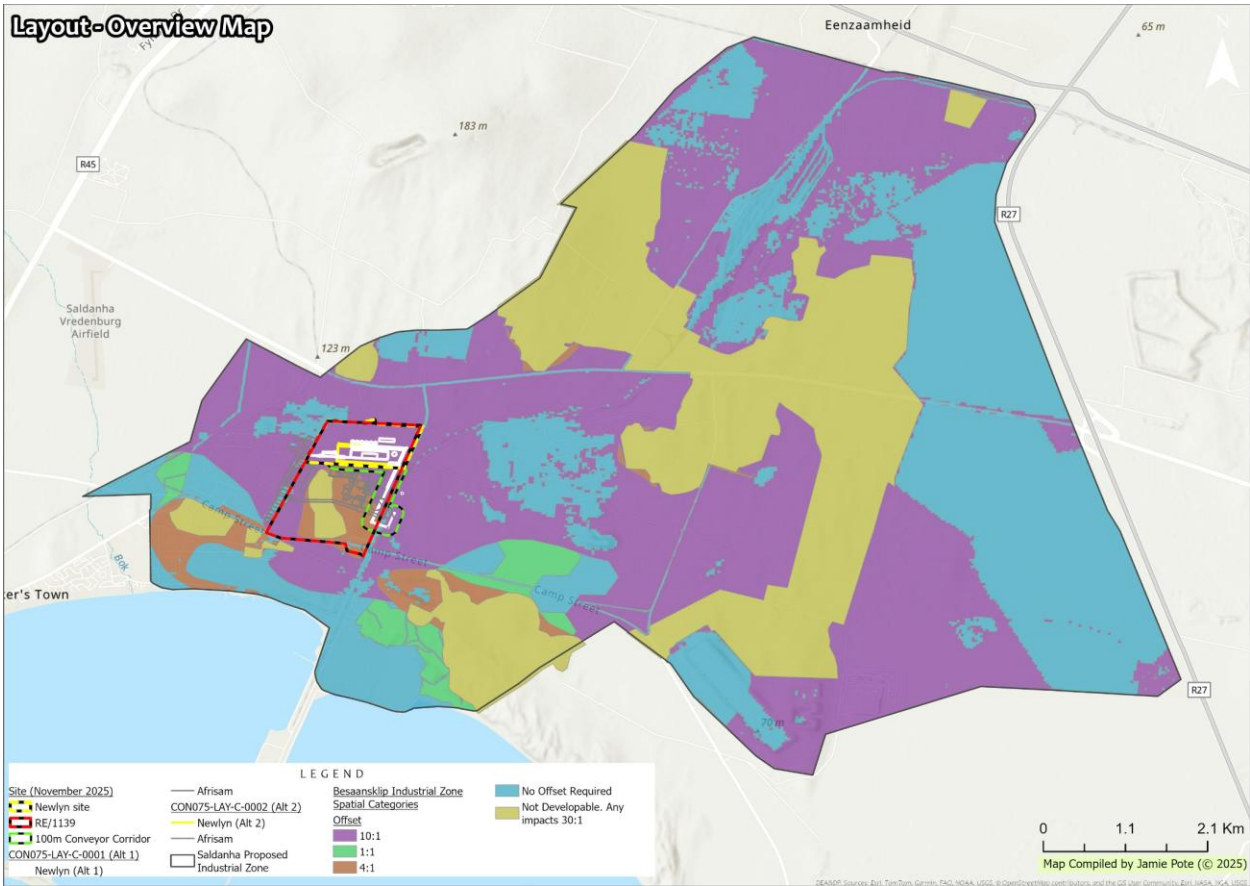 Layout - Overview Map
Eenzaamheid
65 m
N
183 m
R45
R27
Saldanha
Vredenburg
Airfield
123 m
Camp Street
Camp Street
Bok
Camp Street
ter's Town
R27
70 m
LEGEND
Site (November 2025)
Newlyn site
RE/1139
100m Conveyor Corridor
CON075-LAY-C-0001 (Alt 1)
Newlyn (Alt 1)
Afrisam
CON075-LAY-C-0002 (Alt 2)
Newlyn (Alt 2)
Afrisam
Saldanha Proposed
Industrial Zone
Besaansklip Industrial Zone
Spatial Categories
Offset
10:1
1:1
4:1
No Offset Required
Not Developable. Any
impacts 30:1
0 1.1 2.1 Km
Map Compiled by Jamie Pote (© 2025)